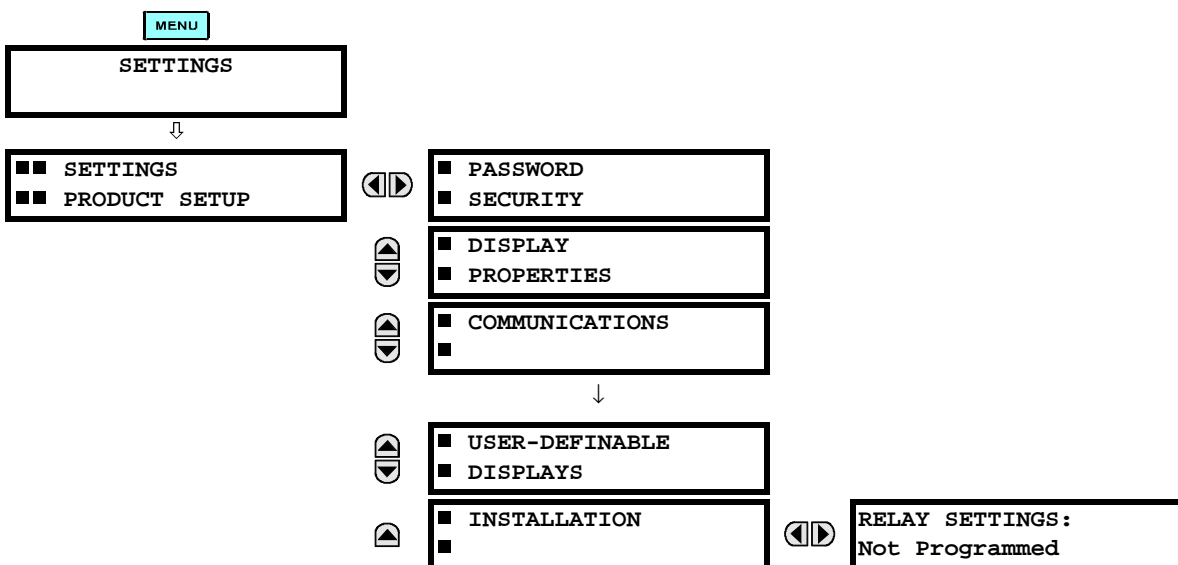 MENU
SETTINGS
SETTINGS
PRODUCT SETUP
PASSWORD
SECURITY
DISPLAY
PROPERTIES
COMMUNICATIONS
USER-DEFINABLE
DISPLAYS
INSTALLATION
RELAY SETTINGS:
Not Programmed